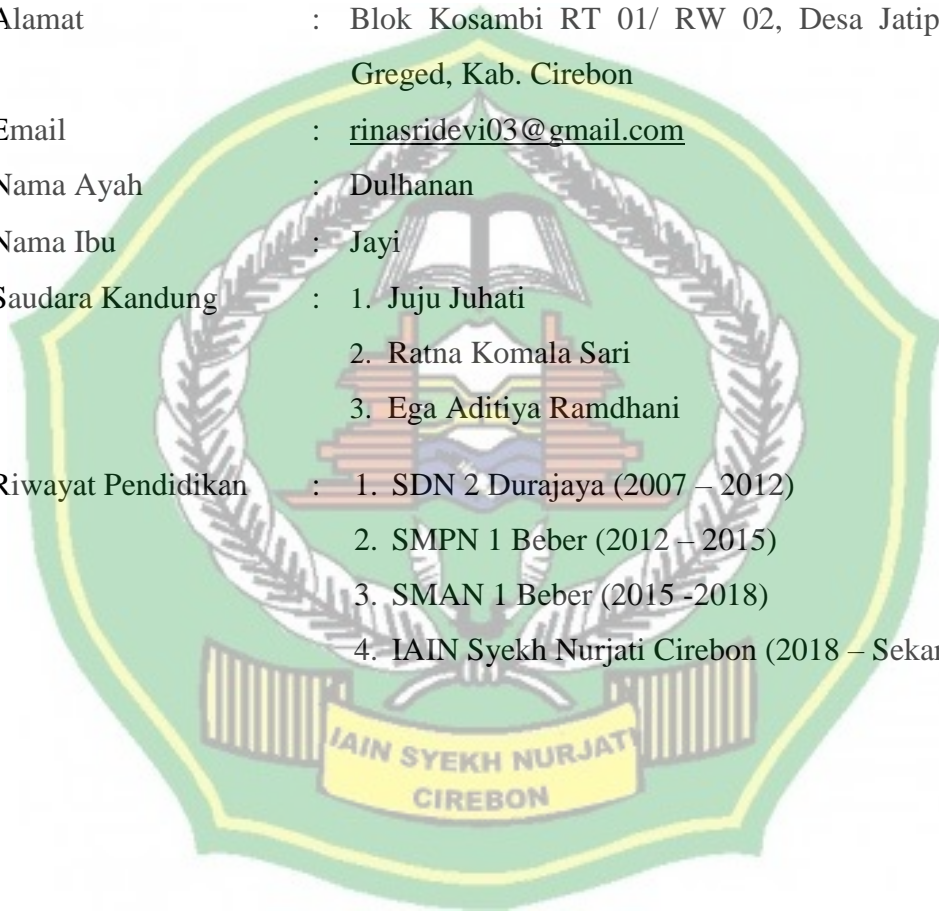 Alamat : Blok Kosambi RT 01/ RW 02, Desa
Greged, Kab. Cirebon
Email : rinasridevi03@gmail.com
Nama Ayah : Dulhanan
Nama Ibu : Jayi
Saudara Kandung : 1. Juju Juhati
2. Ratna Komala Sari
3. Ega Aditiya Ramdhani
Riwayat Pendidikan : 1. SDN 2 Durajaya (2007 – 2012)
2. SMPN 1 Beber (2012 – 2015)
3. SMAN 1 Beber (2015 -2018)
4. IAIN Syekh Nurjati Cirebon (2018 –
IAIN SYEKH NURJATI
CIREBON